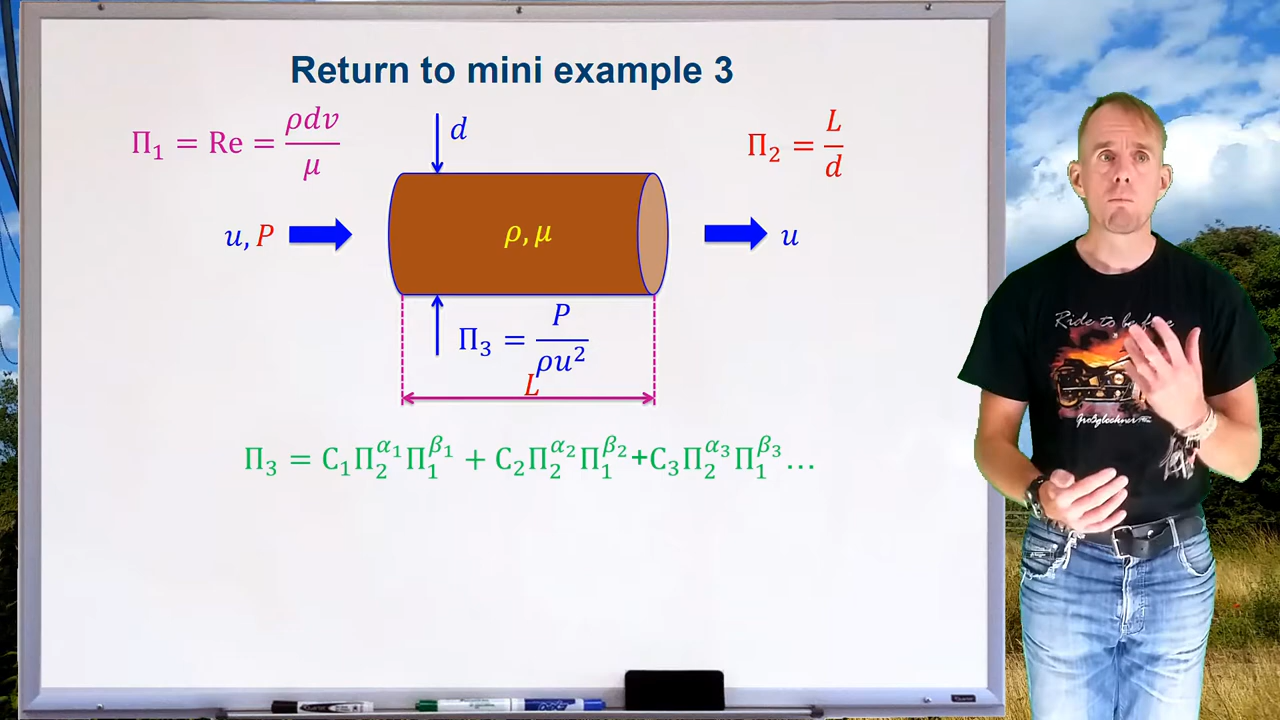 Return to mini example 3
Π₁ = Re = ρdv/μ
d
Π₂ = L/d
u, P
ρ, μ
u
Π₃ = P/ρu²
L
Π₃ = C₁Π₂^α₁Π₁^β₁ + C₂Π₂^α₂Π₁^β₂+C₃Π₂^α₃Π₁^β₃…
Ride to be free
Großglockner